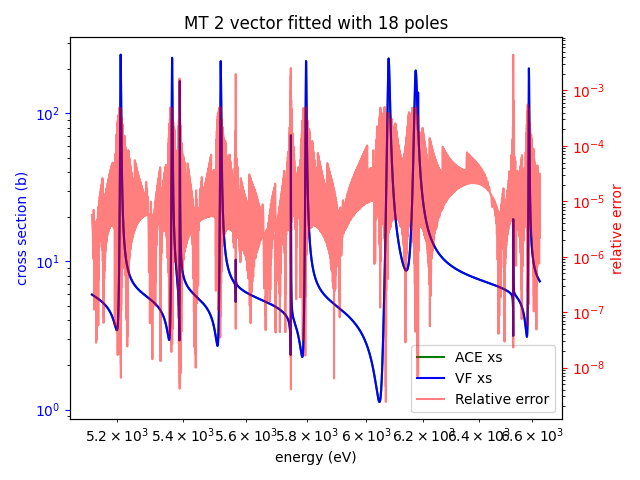 MT 2 vector fitted with 18 poles
cross section (b)
10² 
10¹
10⁰
relative error
10⁻³
10⁻⁴
10⁻⁵
10⁻⁶
10⁻⁷
10⁻⁸
ACE xs
VF xs
Relative error
5.2 × 10³ 5.4 × 10³ 5.6 × 10³ 5.8 × 10³ 6 × 10³ 6.2 × 10³ 6.4 × 10³ 6.6 × 10³
energy (eV)